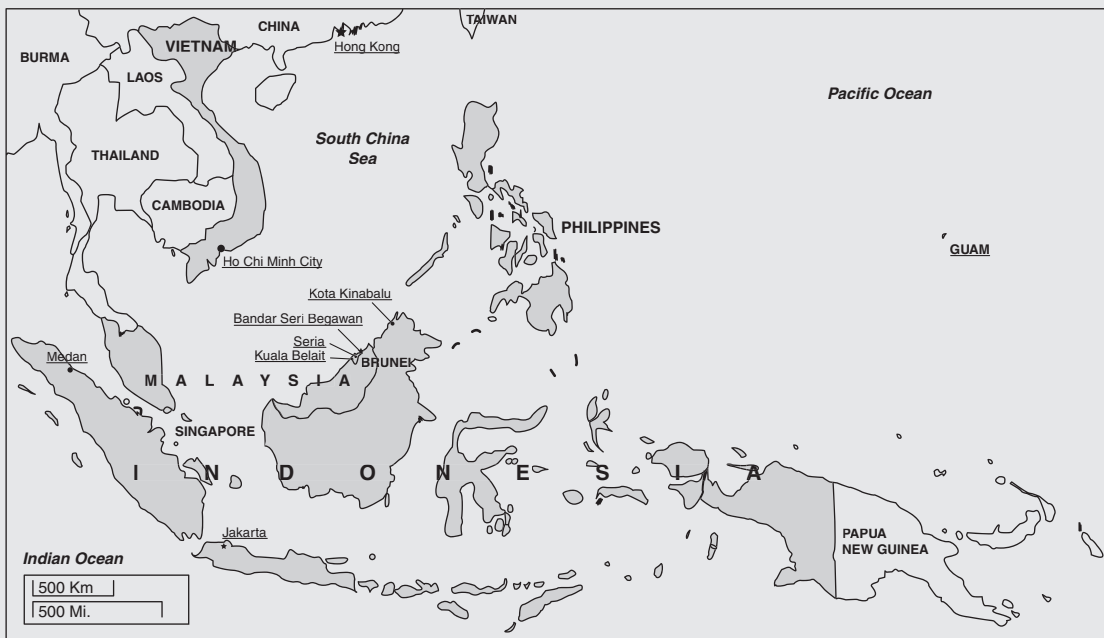 CHINA
TAIWAN
Hong Kong
VIETNAM
BURMA
LAOS
Pacific Ocean
South China
Sea
THAILAND
CAMBODIA
PHILIPPINES
GUAM
Ho Chi Minh City
Kota Kinabalu
Bandar Seri Begawan
Seria
Kuala Belait
BRUNEI
Medan
MALAYSIA
SINGAPORE
INDONESIA
Jakarta
PAPUA
NEW GUINEA
Indian Ocean
500 Km
500 Mi.